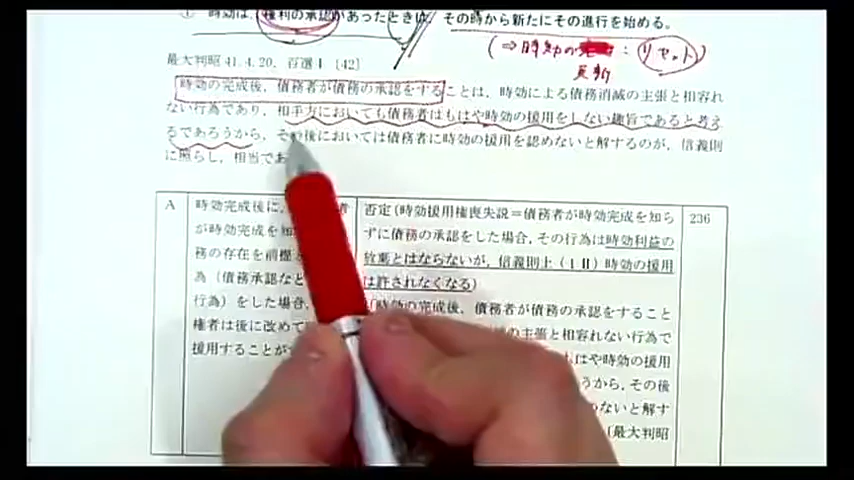 ① 時効は、権利の承認があったときは、その時から新たにその進行を始める。
(⇒時効の : リセット)
更新
最大判昭 41.4.20, 百選Ⅰ [42]
時効の完成後，債務者が債務の承認をすることは，時効による債務消滅の主張と相容れ
ない行為であり，相手方においても債務者はもはや時効の援用をしない趣旨であると考え
るであろうから，その後においては債務者に時効の援用を認めないと解するのが，信義則
に照らし，相当であ
A
時効完成後に，
が時効完成を知
務の存在を前提
為（債務承認など
行為）をした場合，
権者は後に改めて
援用することが
否定（時効援用権喪失説＝債務者が時効完成を知ら
ずに債務の承認をした場合，その行為は時効利益の
放棄とはならないが，信義則上（1Ⅱ）時効の援用
は許されなくなる）
（時効の完成後，債務者が債務の承認をすること
の主張と相容れない行為で
もはや時効の援用
うから，その後
ないと解す
（最大判昭
236